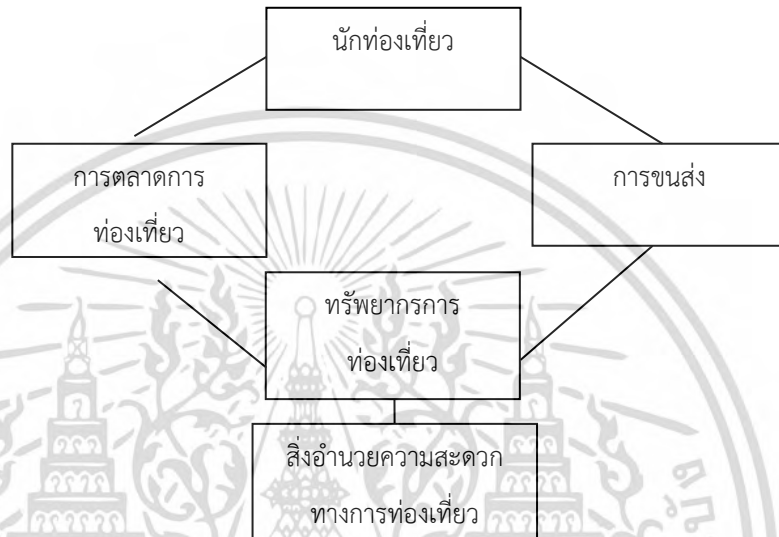 นักท่องเที่ยว
การตลาดการ
ท่องเที่ยว
การขนส่ง
ทรัพยากรการ
ท่องเที่ยว
สิ่งอำนวยความสะดวก
ทางการท่องเที่ยว